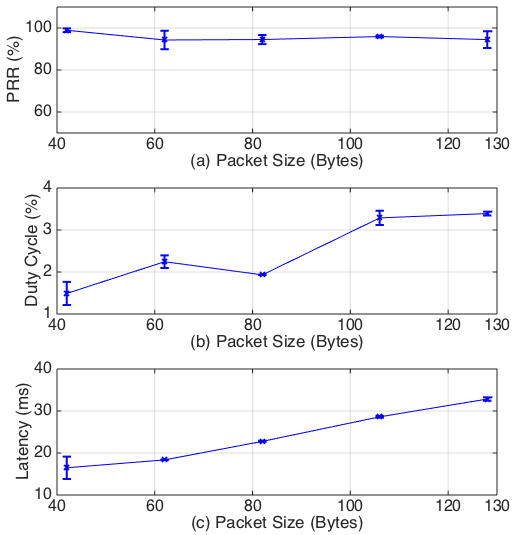 100
80
60
PRR (%)
40 60 80 100 120 130
(a) Packet Size (Bytes)
4
3
2
1
Duty Cycle (%)
40 60 80 100 120 130
(b) Packet Size (Bytes)
40
30
20
10
Latency (ms)
40 60 80 100 120 130
(c) Packet Size (Bytes)